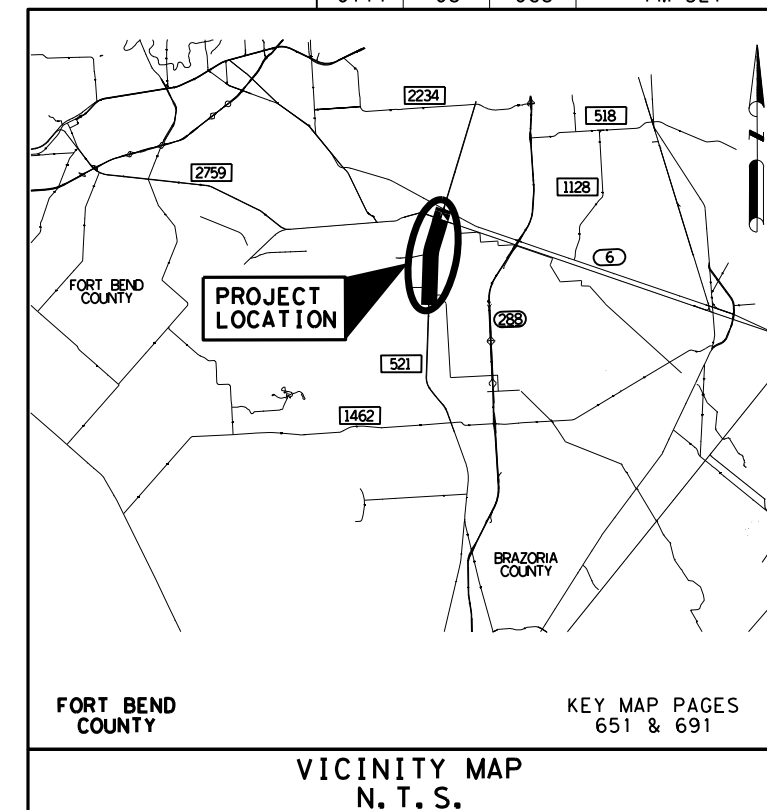 2234
518
2759
1128
6
FORT BEND
COUNTY
PROJECT
LOCATION
288
521
1462
BRAZORIA
COUNTY
FORT BEND
COUNTY
KEY MAP PAGES
651 & 691
VICINITY MAP
N. T. S.